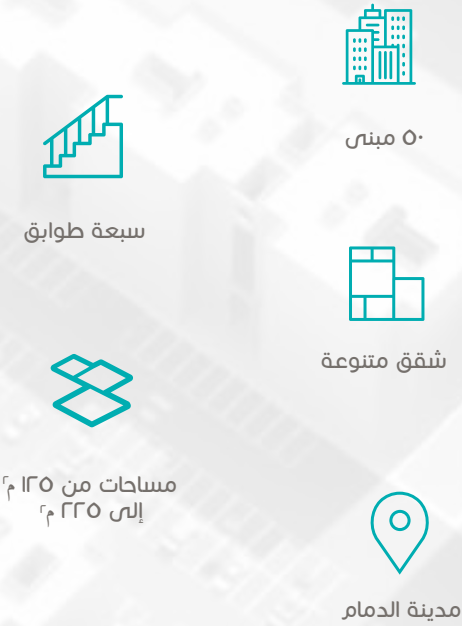 ٥٠ مبنى
سبعة طوابق
شقق متنوعة
مساحات من ١٢٥ م٢
إلى ٢٢٥ م٢
مدينة الدمام